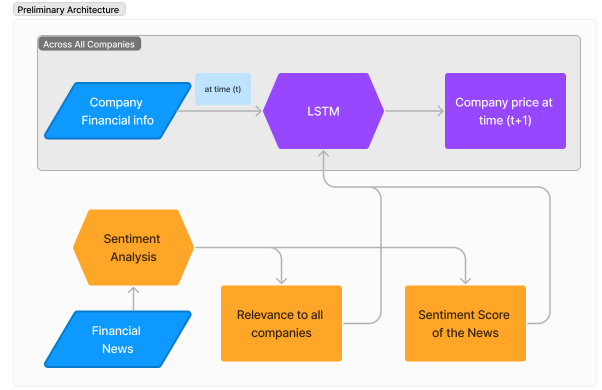 Preliminary Architecture
Across All Companies
Company
Financial info
at time (t)
LSTM
Company price at
time (t+1)
Sentiment
Analysis
Financial
News
Relevance to all
companies
Sentiment Score
of the News